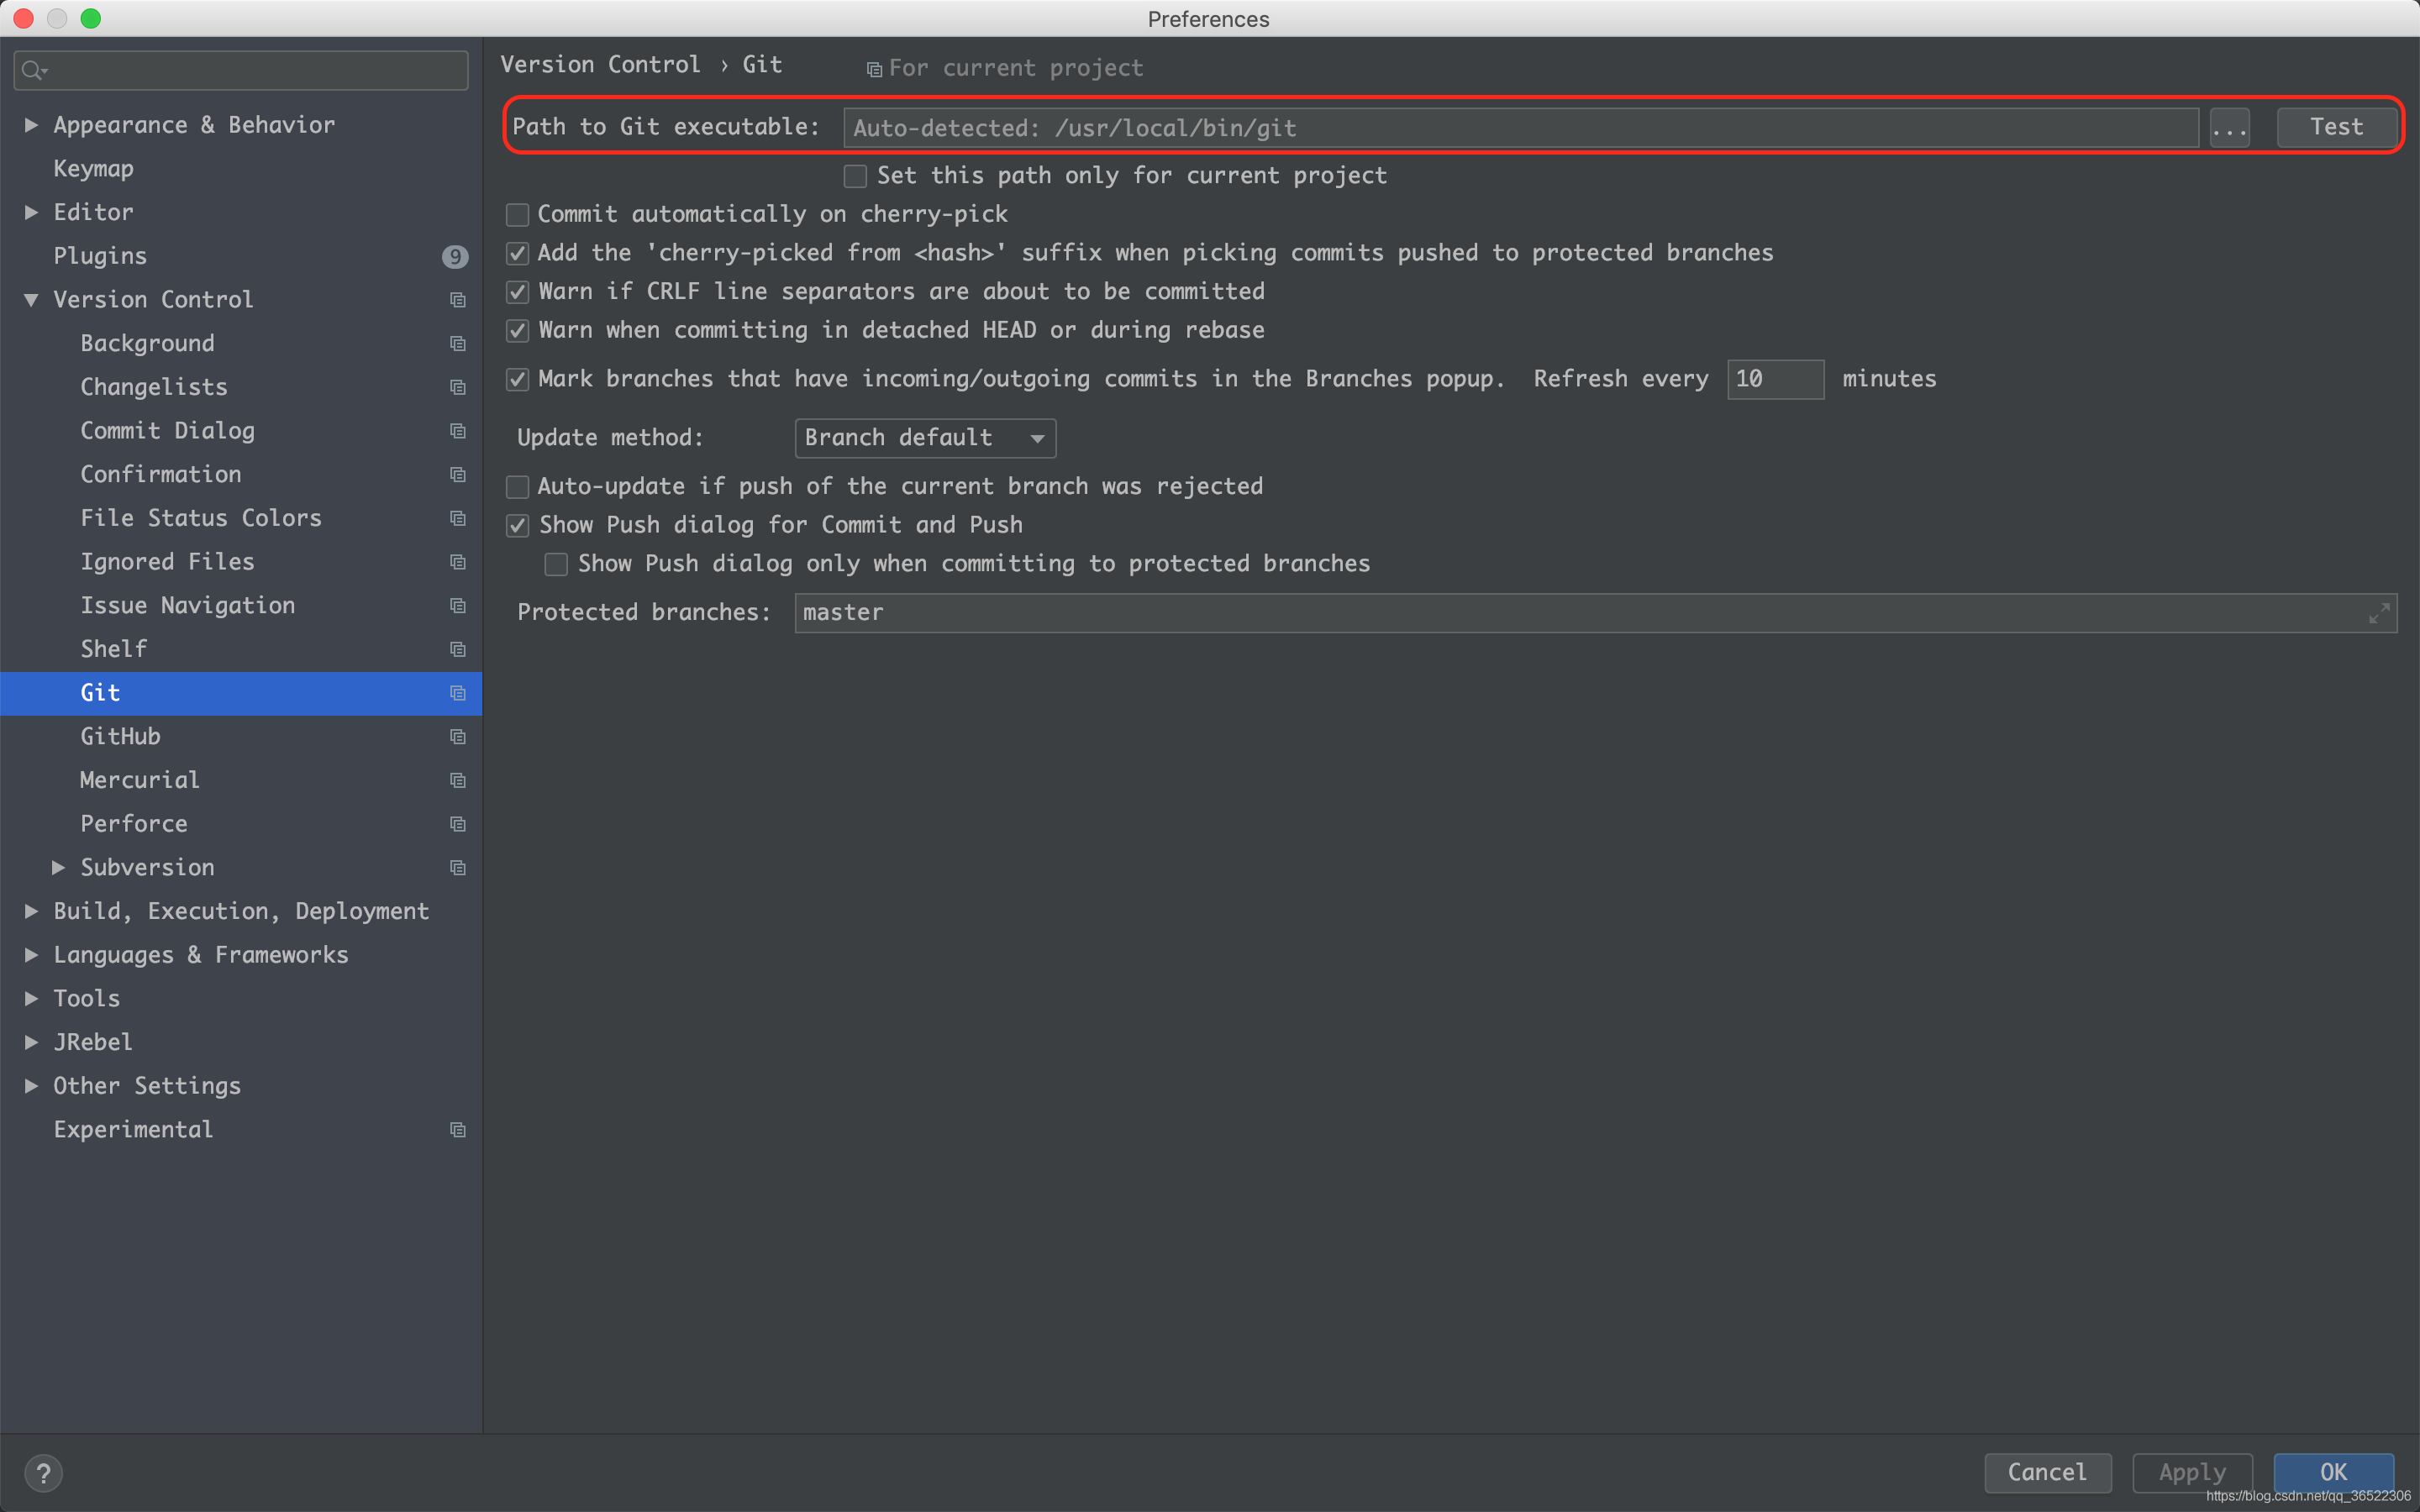 Preferences
Version Control › Git For current project
Path to Git executable: Auto-detected: /usr/local/bin/git ... Test
Set this path only for current project
Commit automatically on cherry-pick
Add the 'cherry-picked from <hash>' suffix when picking commits pushed to protected branches
Warn if CRLF line separators are about to be committed
Warn when committing in detached HEAD or during rebase
Mark branches that have incoming/outgoing commits in the Branches popup. Refresh every 10 minutes
Update method: Branch default
Auto-update if push of the current branch was rejected
Show Push dialog for Commit and Push
Show Push dialog only when committing to protected branches
Protected branches: master
Appearance & Behavior
Keymap
Editor
Plugins 9
Version Control
Background
Changelists
Commit Dialog
Confirmation
File Status Colors
Ignored Files
Issue Navigation
Shelf
Git
GitHub
Mercurial
Perforce
Subversion
Build, Execution, Deployment
Languages & Frameworks
Tools
JRebel
Other Settings
Experimental
? Cancel Apply OK
https://blog.csdn.net/qq_36522306